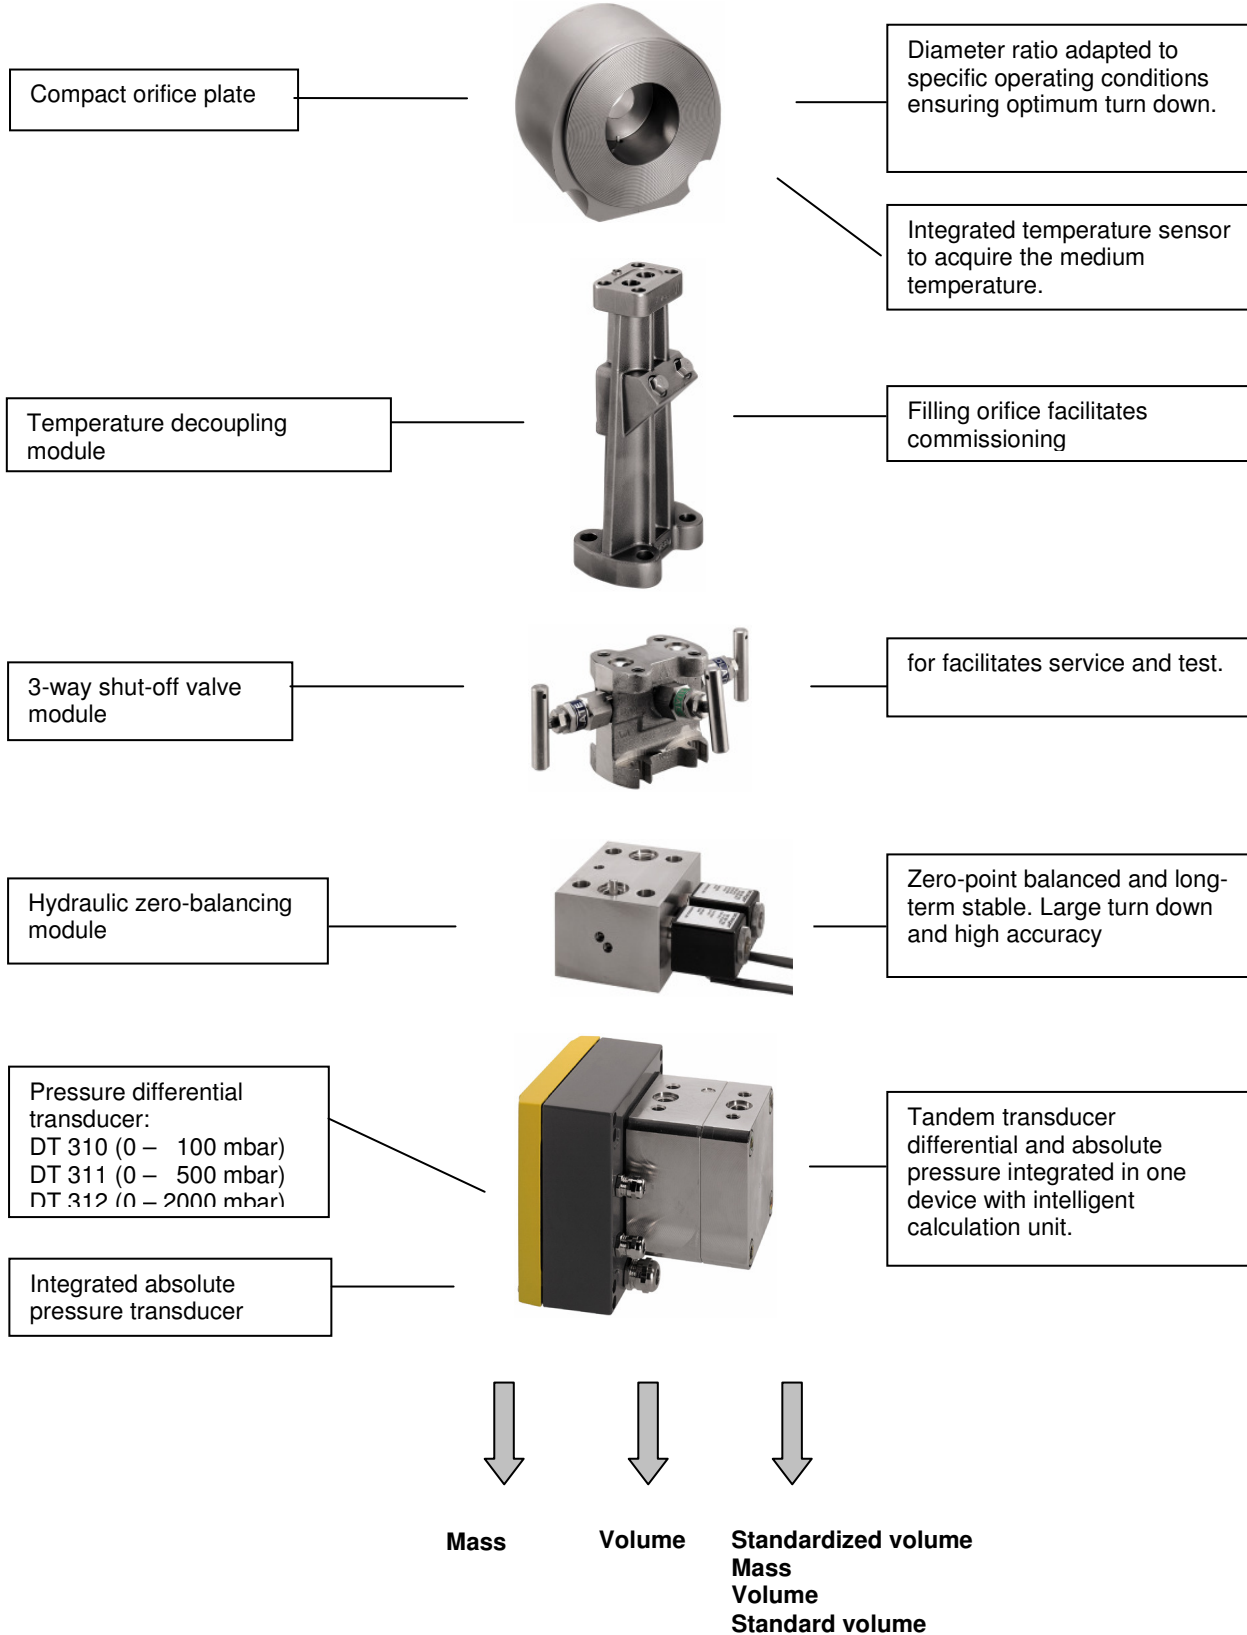 Compact orifice plate
Diameter ratio adapted to
specific operating conditions
ensuring optimum turn down.
Integrated temperature sensor
to acquire the medium
temperature.
Temperature decoupling
module
Filling orifice facilitates
commissioning
3-way shut-off valve
module
for facilitates service and test.
Hydraulic zero-balancing
module
Zero-point balanced and long-
term stable. Large turn down
and high accuracy
Pressure differential
transducer:
DT 310 (0 – 100 mbar)
DT 311 (0 – 500 mbar)
DT 312 (0 – 2000 mbar)
Tandem transducer
differential and absolute
pressure integrated in one
device with intelligent
calculation unit.
Integrated absolute
pressure transducer
Mass
Volume
Standardized volume
Mass
Volume
Standard volume